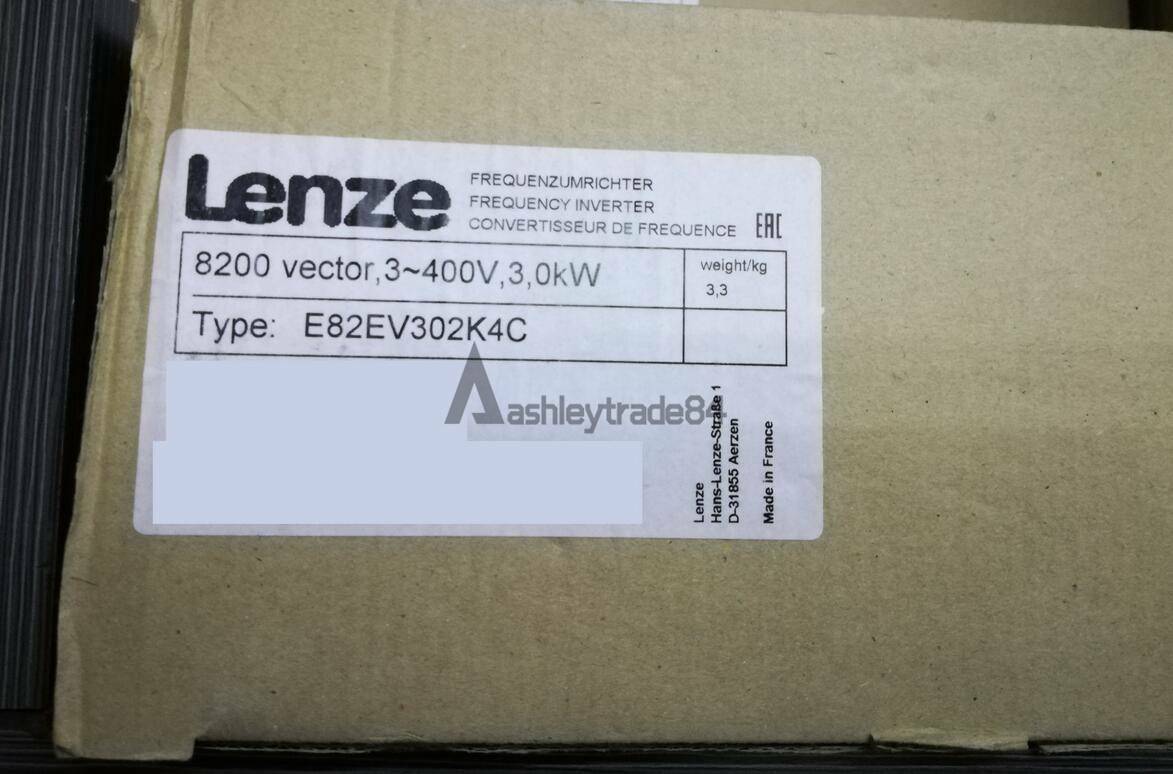 Lenze
FREQUENZUMRICHTER
FREQUENCY INVERTER
CONVERTISSEUR DE FREQUENCE
EAC
8200 vector,3~400V,3,0kW
weight/kg
3,3
Type: E82EV302K4C
ashleytrade84
Lenze
Hans-Lenze-Straße 1
D-31855 Aerzen
Made in France